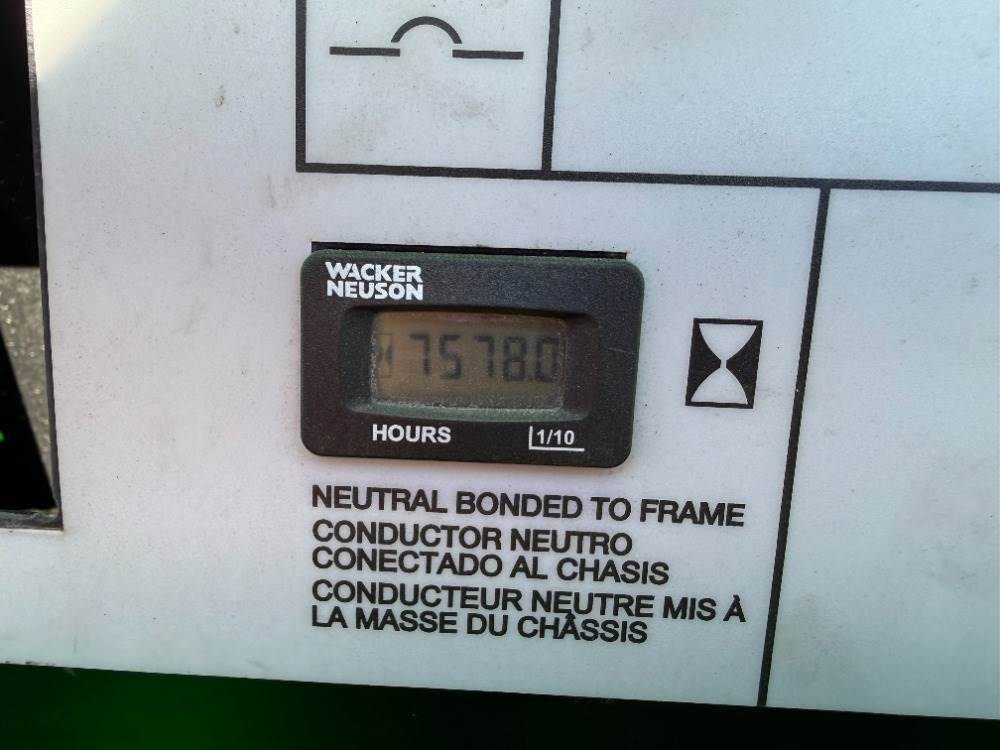 WACKER
NEUSON
7578.0
HOURS 1/10
NEUTRAL BONDED TO FRAME
CONDUCTOR NEUTRO
CONECTADO AL CHASIS
CONDUCTEUR NEUTRE MIS À
LA MASSE DU CHÂSSIS